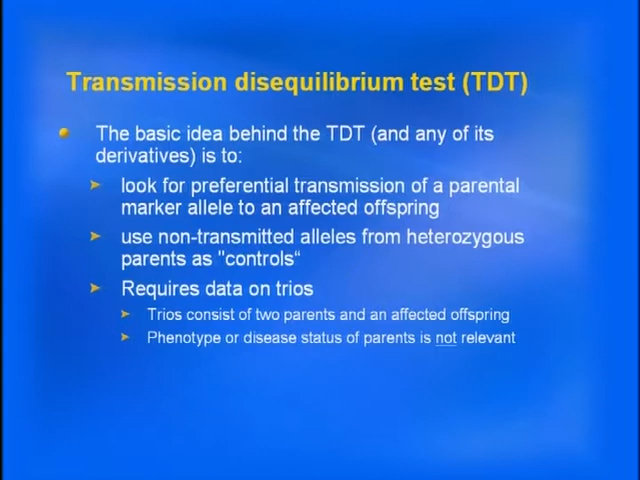 Transmission disequilibrium test (TDT)
The basic idea behind the TDT (and any of its
derivatives) is to:
look for preferential transmission of a parental
marker allele to an affected offspring
use non-transmitted alleles from heterozygous
parents as "controls“
Requires data on trios
Trios consist of two parents and an affected offspring
Phenotype or disease status of parents is not relevant